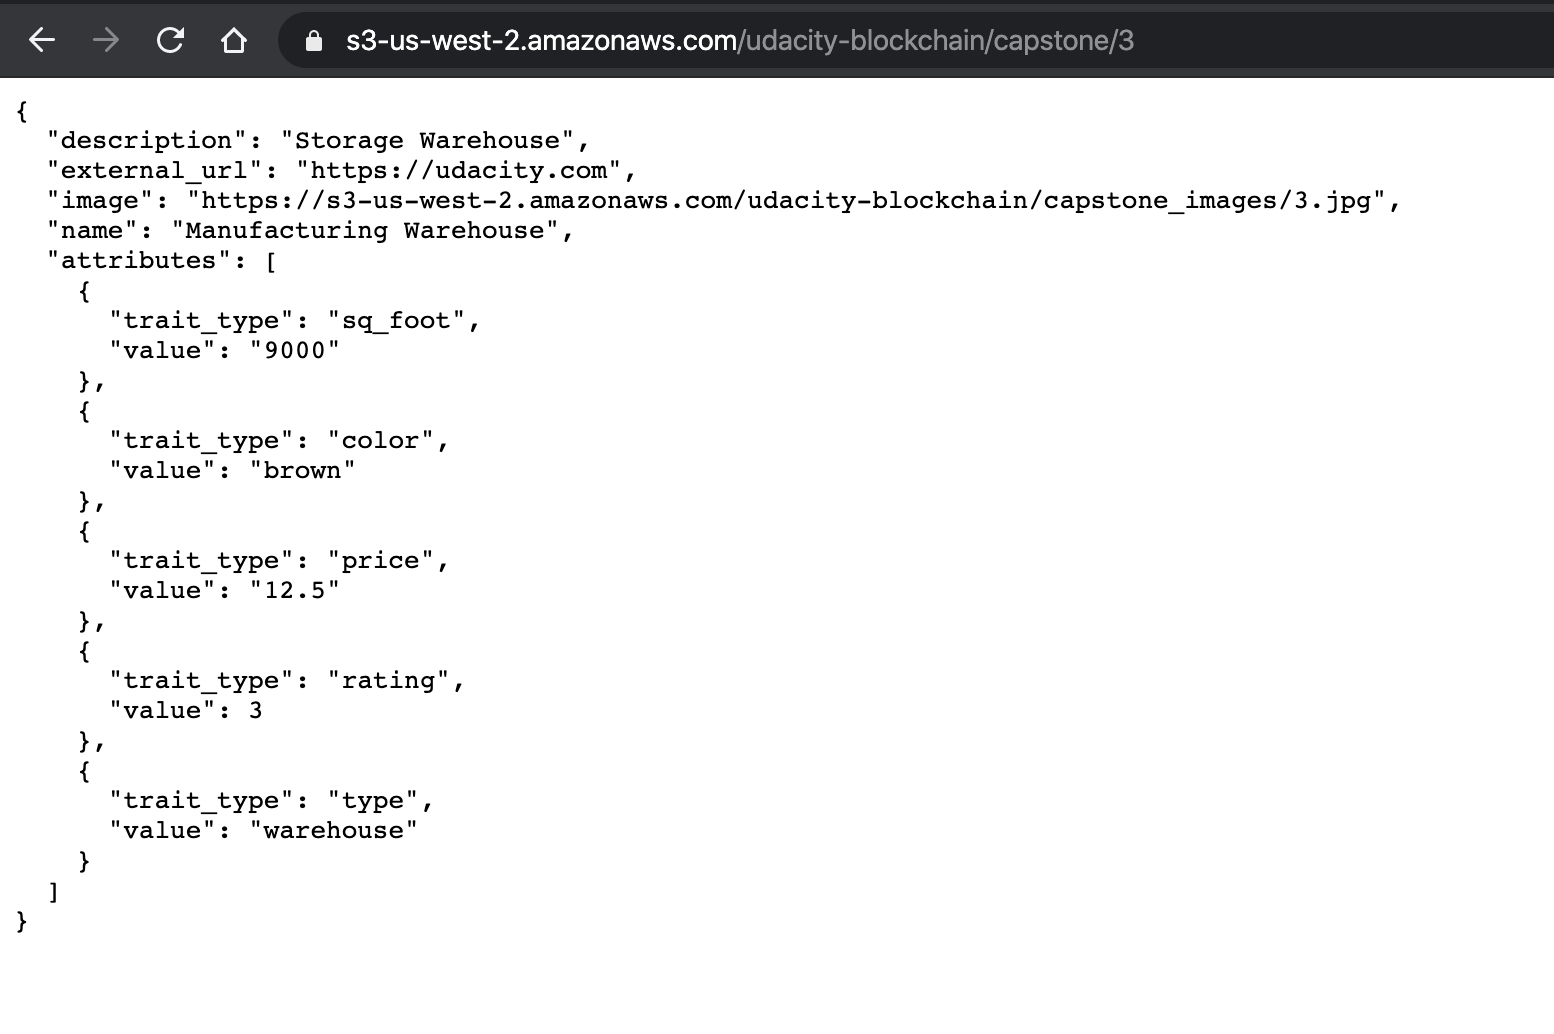 s3-us-west-2.amazonaws.com/udacity-blockchain/capstone/3
{
  "description": "Storage Warehouse",
  "external_url": "https://udacity.com",
  "image": "https://s3-us-west-2.amazonaws.com/udacity-blockchain/capstone_images/3.jpg",
  "name": "Manufacturing Warehouse",
  "attributes": [
    {
      "trait_type": "sq_foot",
      "value": "9000"
    },
    {
      "trait_type": "color",
      "value": "brown"
    },
    {
      "trait_type": "price",
      "value": "12.5"
    },
    {
      "trait_type": "rating",
      "value": 3
    },
    {
      "trait_type": "type",
      "value": "warehouse"
    }
  ]
}